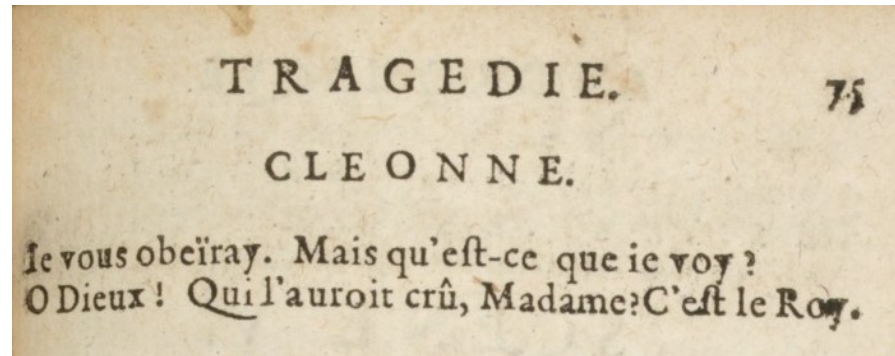 TRAGEDIE. 75
CLEONNE.
Ie vous obeïray. Mais qu'eſt-ce que ie voy ?
O Dieux ! Qui l'auroit crû, Madame?C'eſt le Roy.